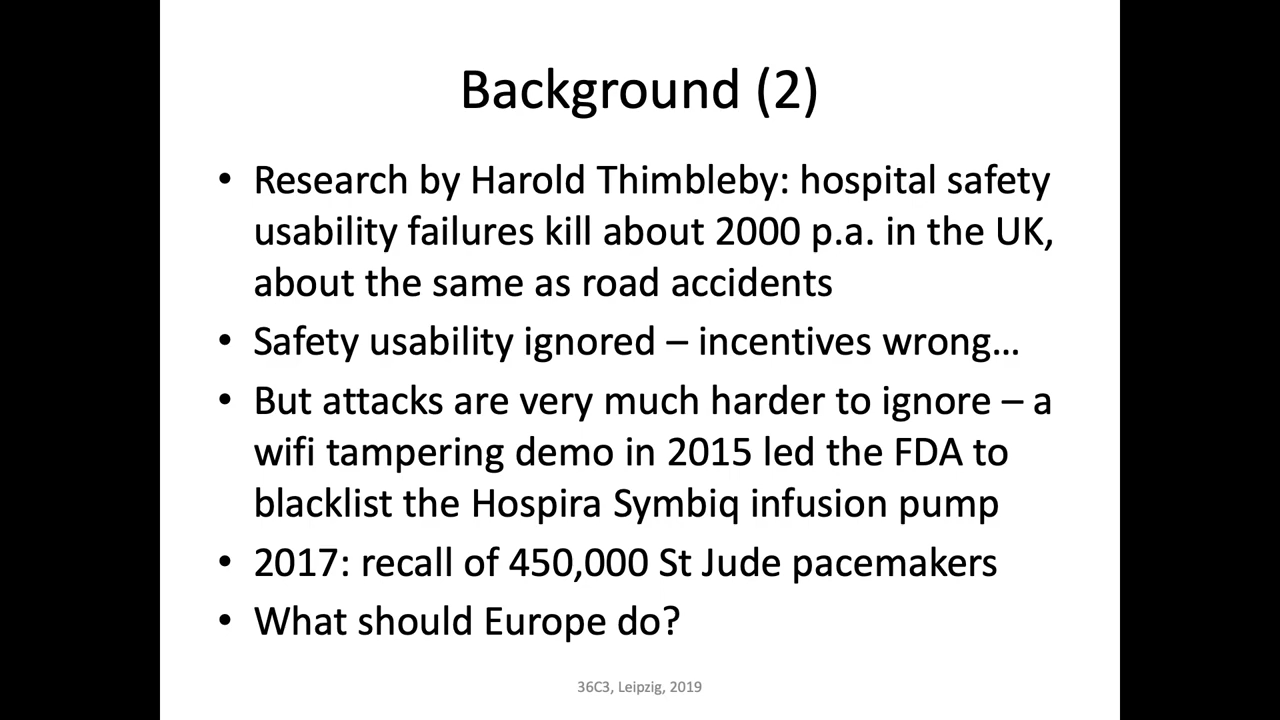 Background (2)
• Research by Harold Thimbleby: hospital safety
usability failures kill about 2000 p.a. in the UK,
about the same as road accidents
• Safety usability ignored – incentives wrong…
• But attacks are very much harder to ignore – a
wifi tampering demo in 2015 led the FDA to
blacklist the Hospira Symbiq infusion pump
• 2017: recall of 450,000 St Jude pacemakers
• What should Europe do?
36C3, Leipzig, 2019